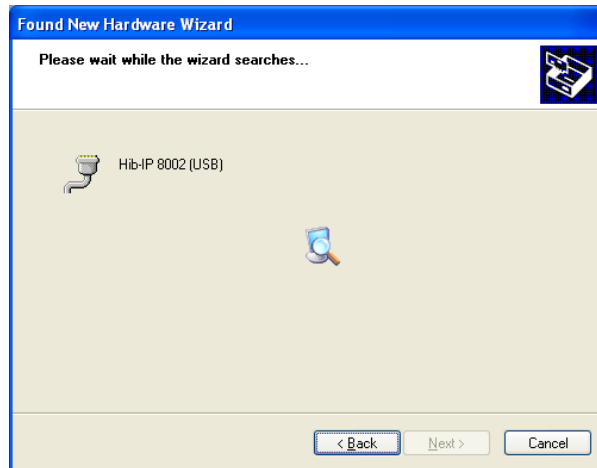 Found New Hardware Wizard
Please wait while the wizard searches...
Hib-IP 8002 (USB)
< Back
Next >
Cancel